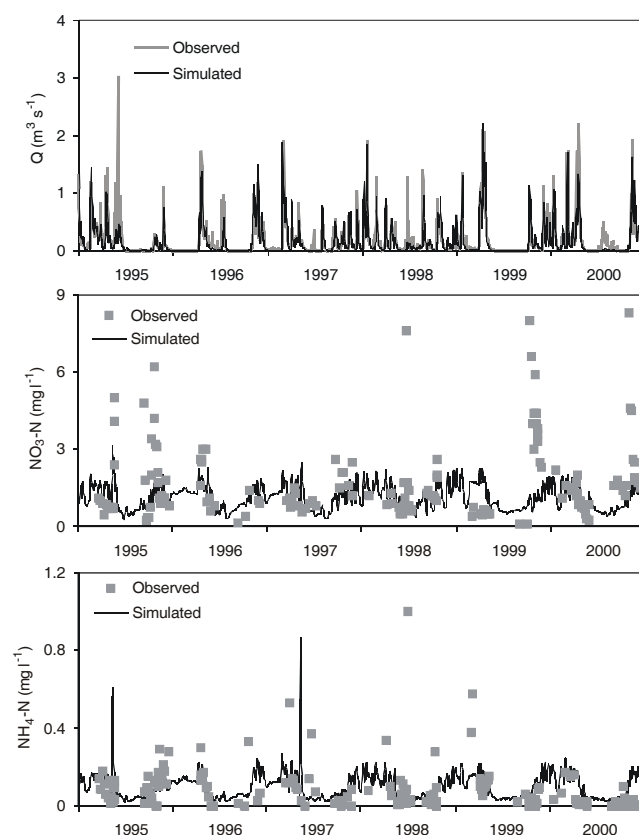 4
3
2
1
0
Q (m³ s⁻¹)
Observed
Simulated
1995 1996 1997 1998 1999 2000
9
6
3
0
NO₃-N (mg l⁻¹)
Observed
Simulated
1995 1996 1997 1998 1999 2000
1.2
0.8
0.4
0
NH₄-N (mg l⁻¹)
Observed
Simulated
1995 1996 1997 1998 1999 2000